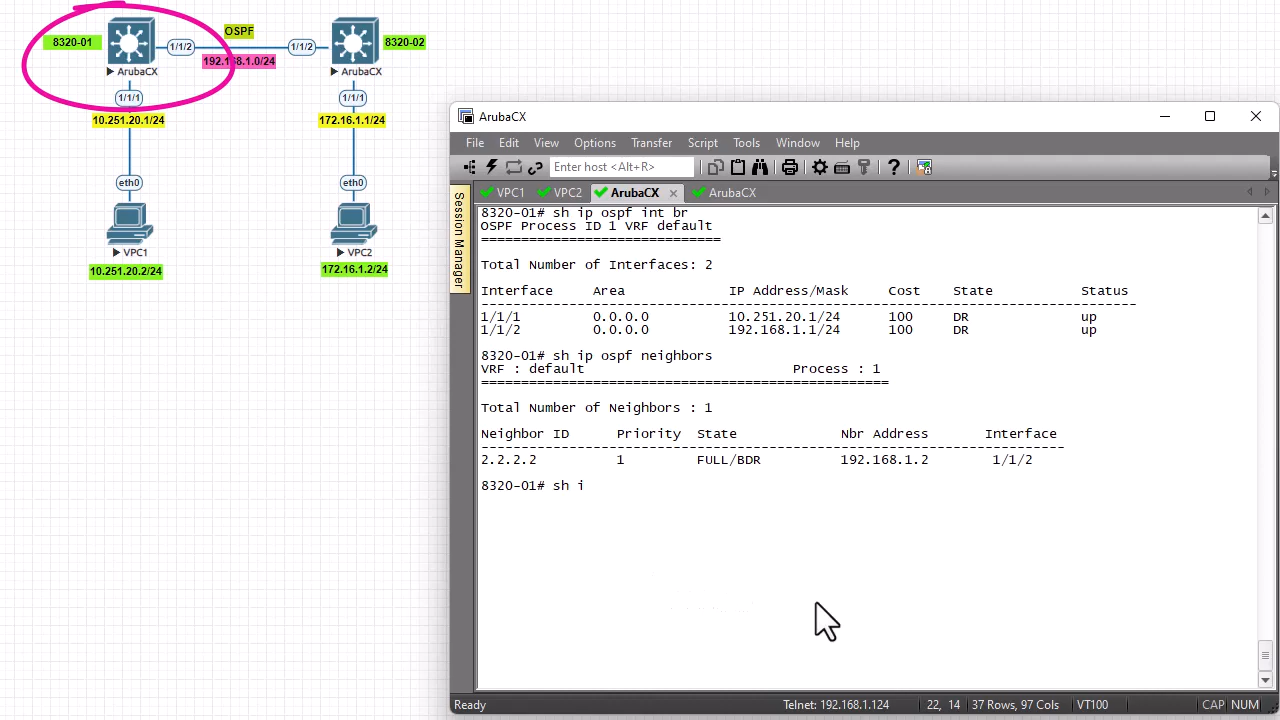 8320-01
1/1/2
OSPF
192.168.1.0/24
1/1/2
8320-02
ArubaCX
ArubaCX
1/1/1
1/1/1
10.251.20.1/24
172.16.1.1/24
eth0
eth0
VPC1
VPC2
10.251.20.2/24
172.16.1.2/24
ArubaCX
File Edit View Options Transfer Script Tools Window Help
Enter host <Alt+R>
VPC1 VPC2 ArubaCX ArubaCX
Session Manager
8320-01# sh ip ospf int br
OSPF Process ID 1 VRF default
==============================
Total Number of Interfaces: 2
Interface Area IP Address/Mask Cost State Status
1/1/1 0.0.0.0 10.251.20.1/24 100 DR up
1/1/2 0.0.0.0 192.168.1.1/24 100 DR up
8320-01# sh ip ospf neighbors
VRF : default Process : 1
===================================================
Total Number of Neighbors : 1
Neighbor ID Priority State Nbr Address Interface
2.2.2.2 1 FULL/BDR 192.168.1.2 1/1/2
8320-01# sh i
Ready Telnet: 192.168.1.124 22, 14 37 Rows, 97 Cols VT100 CAP NUM